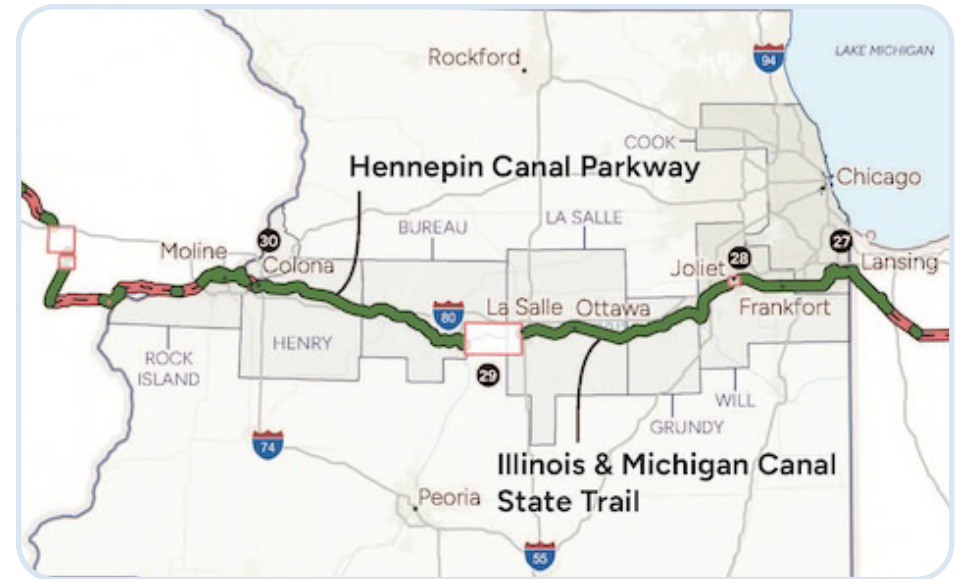 94
LAKE MICHIGAN
Rockford
COOK
Hennepin Canal Parkway
Chicago
BUREAU
LA SALLE
30
27
Moline
28
Colona
Joliet
Lansing
80
La Salle
Ottawa
Frankfort
HENRY
ROCK
ISLAND
29
WILL
GRUNDY
74
Illinois & Michigan Canal
State Trail
Peoria
55